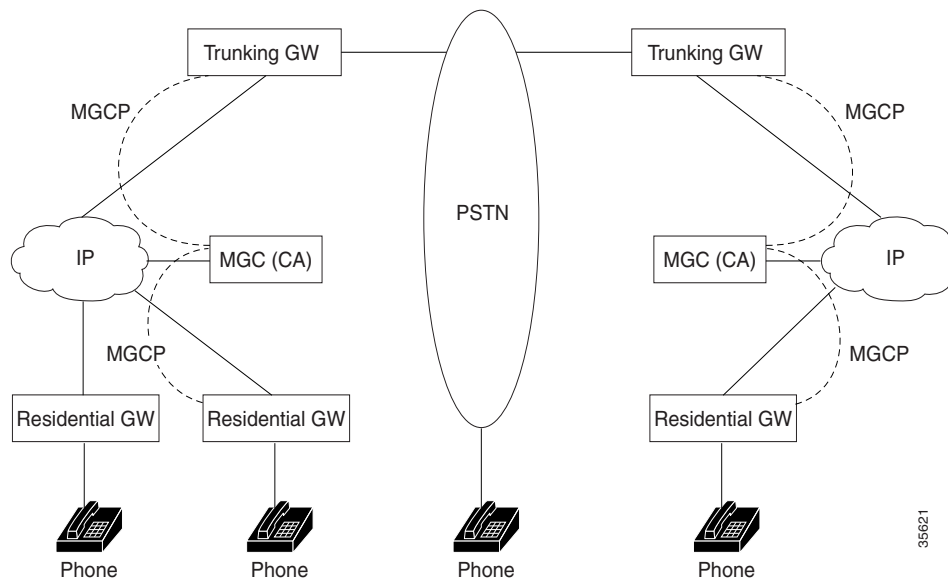 Trunking GW
Trunking GW
MGCP
MGCP
PSTN
IP
MGC (CA)
MGC (CA)
IP
MGCP
MGCP
Residential GW
Residential GW
Residential GW
Phone
Phone
Phone
Phone
35621